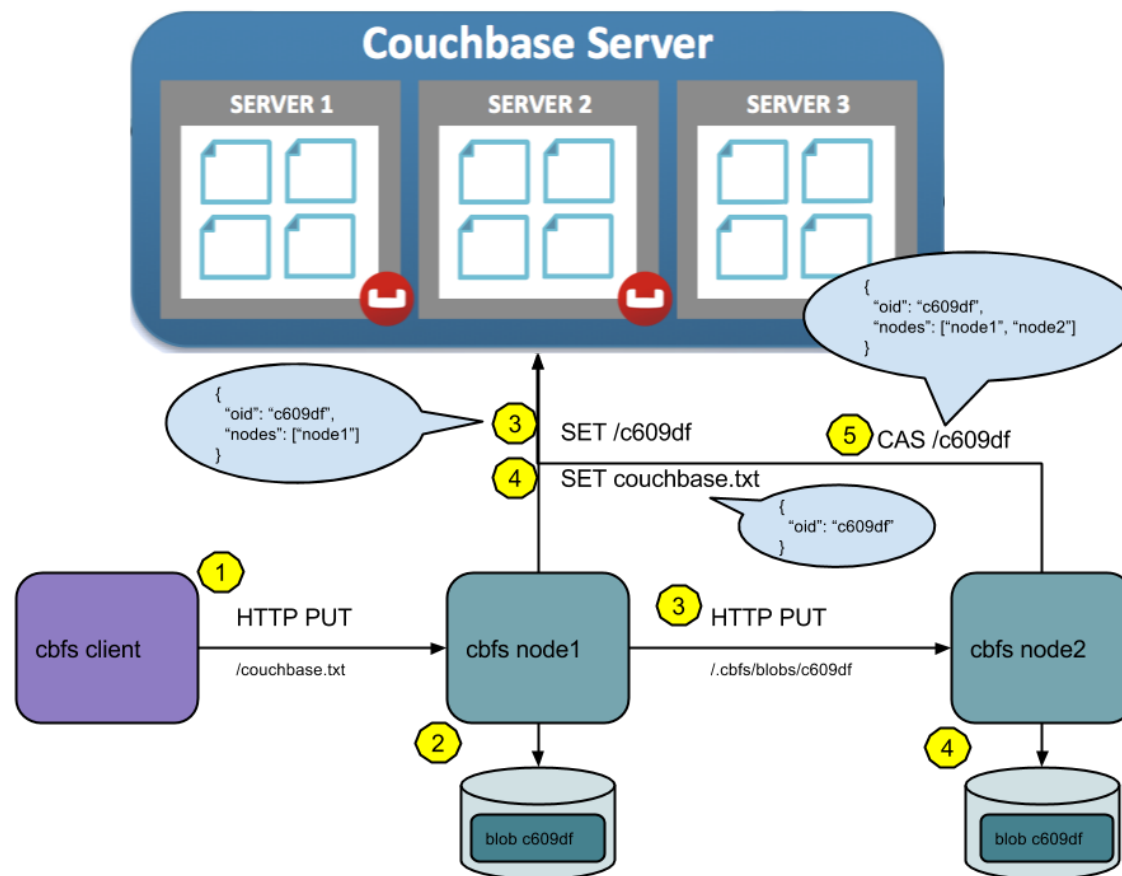 Couchbase Server
SERVER 1
SERVER 2
SERVER 3
{
“oid”: “c609df”,
“nodes”: [“node1”, “node2”]
}
{
“oid”: “c609df”,
“nodes”: [“node1”]
}
3
SET /c609df
5
CAS /c609df
4
SET couchbase.txt
{
“oid”: “c609df”
}
1
cbfs client
HTTP PUT
/couchbase.txt
cbfs node1
3
HTTP PUT
/.cbfs/blobs/c609df
cbfs node2
2
4
blob c609df
blob c609df